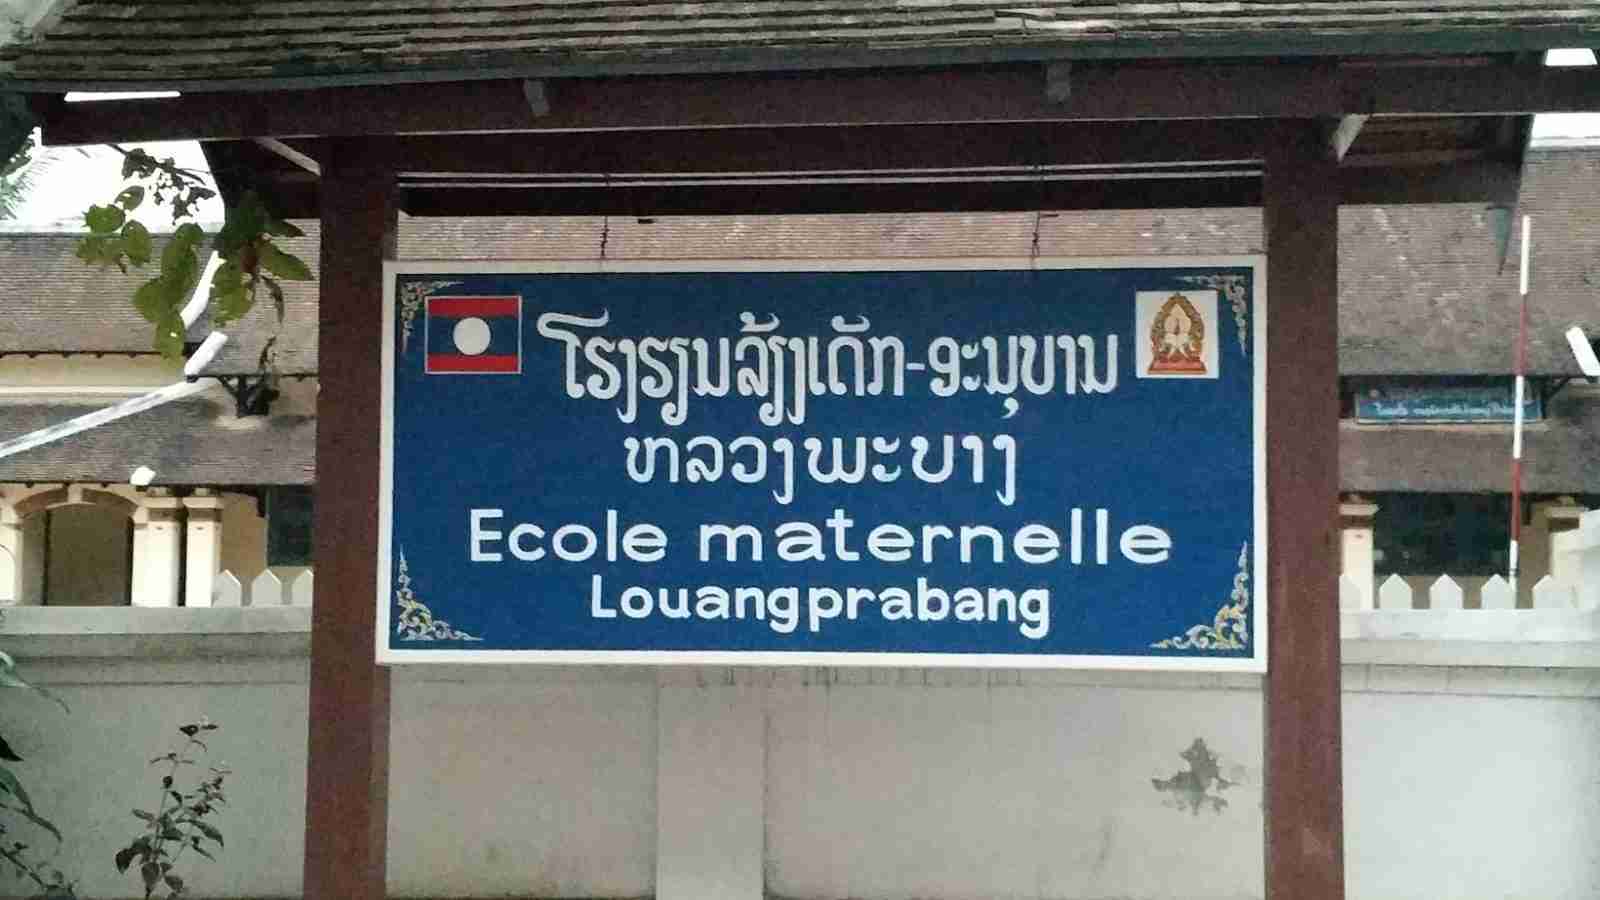 ໂຮງຮຽນລ້ຽງເດັກ-ອະນຸບານ
ຫລວງພະບາງ
Ecole maternelle
Louangprabang